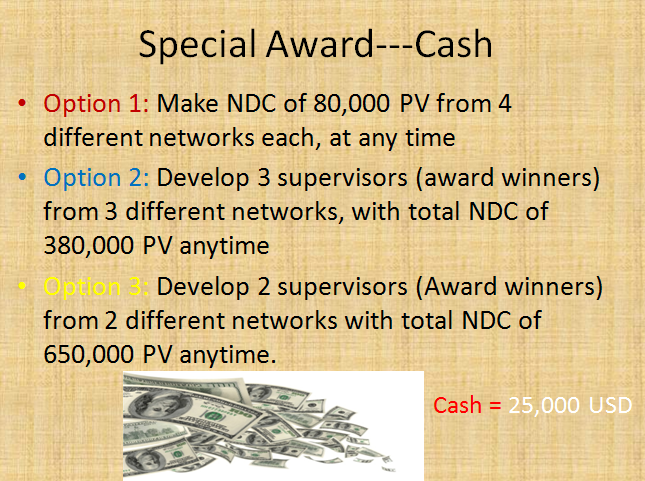 Special Award---Cash
• Option 1: Make NDC of 80,000 PV from 4
different networks each, at any time
• Option 2: Develop 3 supervisors (award winners)
from 3 different networks, with total NDC of
380,000 PV anytime
• Option 3: Develop 2 supervisors (Award winners)
from 2 different networks with total NDC of
650,000 PV anytime.
Cash = 25,000 USD